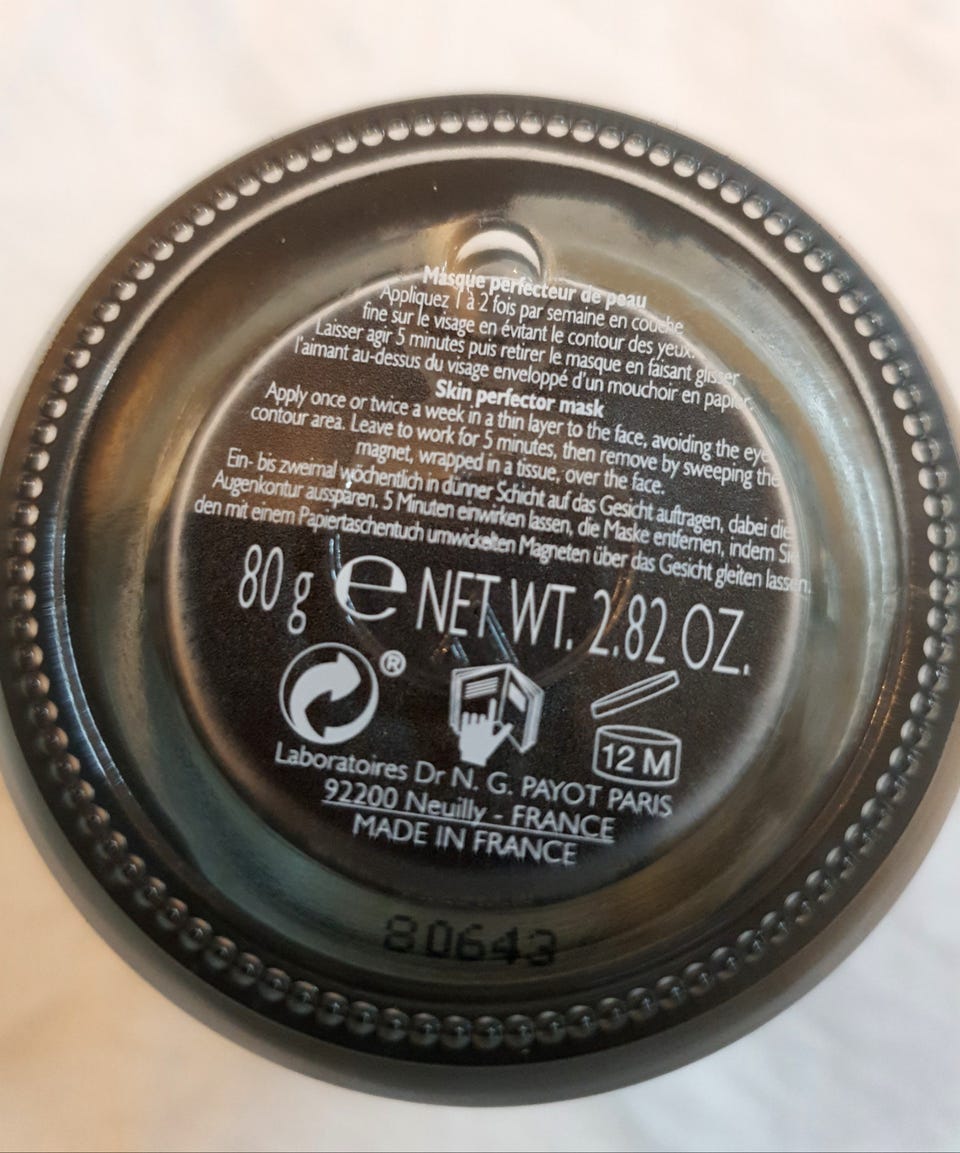 Masque perfecteur de peau
Appliquez 1 à 2 fois par semaine en couche
fine sur le visage en évitant le contour des yeux.
Laisser agir 5 minutes puis retirer le masque en faisant glisser
l'aimant au-dessus du visage enveloppé d'un mouchoir en papier.
Skin perfector mask
Apply once or twice a week in a thin layer to the face, avoiding the eye
contour area. Leave to work for 5 minutes, then remove by sweeping the
magnet, wrapped in a tissue, over the face.
Ein- bis zweimal wöchentlich in dünner Schicht auf das Gesicht auftragen, dabei die
Augenkontur aussparen. 5 Minuten einwirken lassen, die Maske entfernen, indem Sie
den mit einem Papiertaschentuch umwickelten Magneten über das Gesicht gleiten lassen.
80 g e NET WT. 2.82 OZ.
®
12 M
Laboratoires Dr N. G. PAYOT PARIS
92200 Neuilly - FRANCE
MADE IN FRANCE
80643